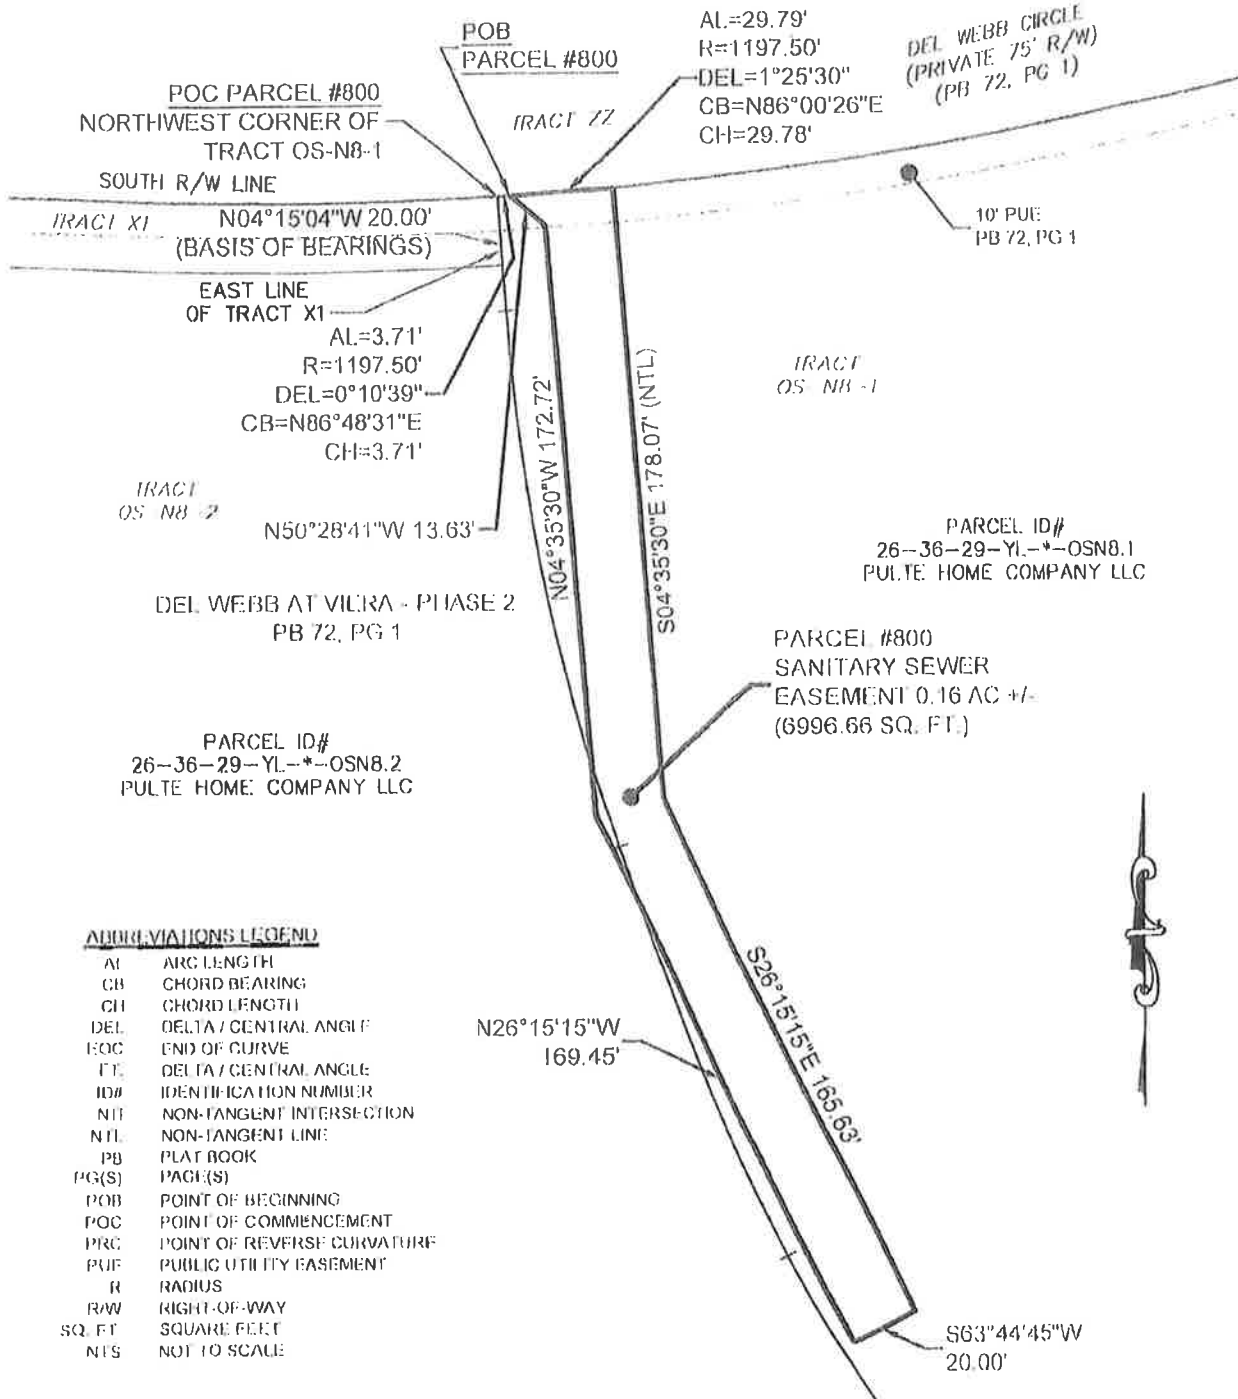 POB
PARCEL #800
AL=29.79'
R=1197.50'
DEL=1°25'30"
CB=N86°00'26"E
CH=29.78'
DEL WEBB CIRCLE
(PRIVATE 75' R/W)
(PB 72, PG 1)
POC PARCEL #800
NORTHWEST CORNER OF
TRACT OS-N8-1
TRACT ZZ
SOUTH R/W LINE
TRACT X1
N04°15'04"W 20.00'
(BASIS OF BEARINGS)
10' PUE
PB 72, PG 1
EAST LINE
OF TRACT X1
AL=3.71'
R=1197.50'
DEL=0°10'39"
CB=N86°48'31"E
CH=3.71'
TRACT
OS-N8-1
N04°35'30"W 172.72'
S04°35'30"E 178.07' (NTL)
TRACT
OS-N8-2
N50°28'41"W 13.63'
PARCEL ID#
26-36-29-YL-*-OSN8.1
PULTE HOME COMPANY LLC
DEL WEBB AT VIERA - PHASE 2
PB 72, PG 1
PARCEL #800
SANITARY SEWER
EASEMENT 0.16 AC +/-
(6996.66 SQ. FT.)
PARCEL ID#
26-36-29-YL-*-OSN8.2
PULTE HOME COMPANY LLC
ABBREVIATIONS LEGEND
AL ARC LENGTH
CB CHORD BEARING
CH CHORD LENGTH
DEL DELTA / CENTRAL ANGLE
EOC END OF CURVE
FT. DELTA / CENTRAL ANGLE
ID# IDENTIFICATION NUMBER
NTI NON-TANGENT INTERSECTION
NTL NON-TANGENT LINE
PB PLAT BOOK
PG(S) PAGE(S)
POB POINT OF BEGINNING
POC POINT OF COMMENCEMENT
PRC POINT OF REVERSE CURVATURE
PUE PUBLIC UTILITY EASEMENT
R RADIUS
R/W RIGHT-OF-WAY
SQ. FT SQUARE FEET
NTS NOT TO SCALE
N26°15'15"W
169.45'
S26°15'15"E 165.63'
S63°44'45"W
20.00'